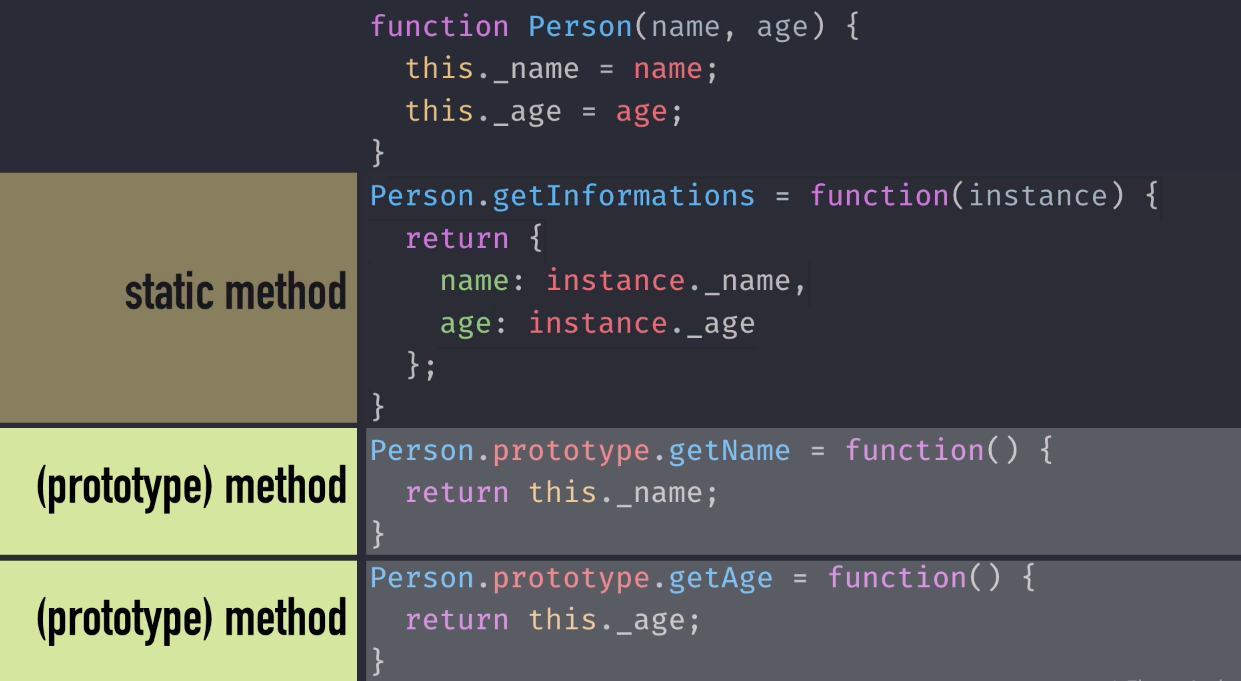 function Person(name, age) {
this._name = name;
this._age = age;
}
static method
Person.getInformations = function(instance) {
return {
name: instance._name,
age: instance._age
};
}
(prototype) method
Person.prototype.getName = function() {
return this._name;
}
(prototype) method
Person.prototype.getAge = function() {
return this._age;
}